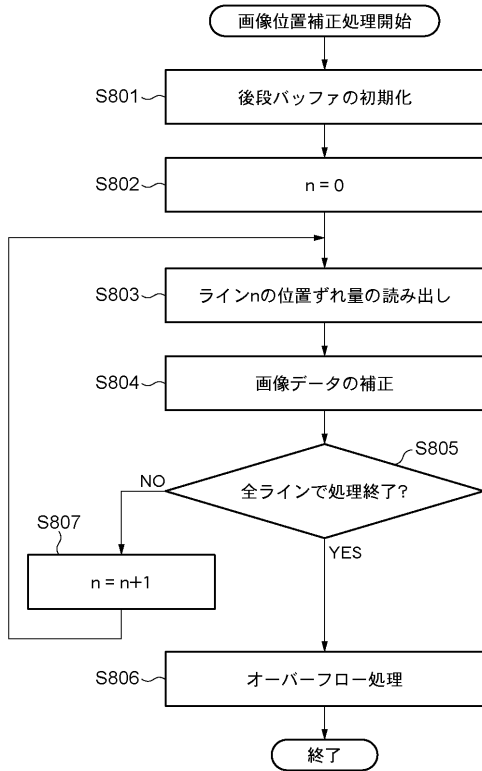 画像位置補正処理開始
S801
後段バッファの初期化
S802
n = 0
S803
ラインnの位置ずれ量の読み出し
S804
画像データの補正
S805
全ラインで処理終了?
NO
YES
S807
n = n+1
S806
オーバーフロー処理
終了